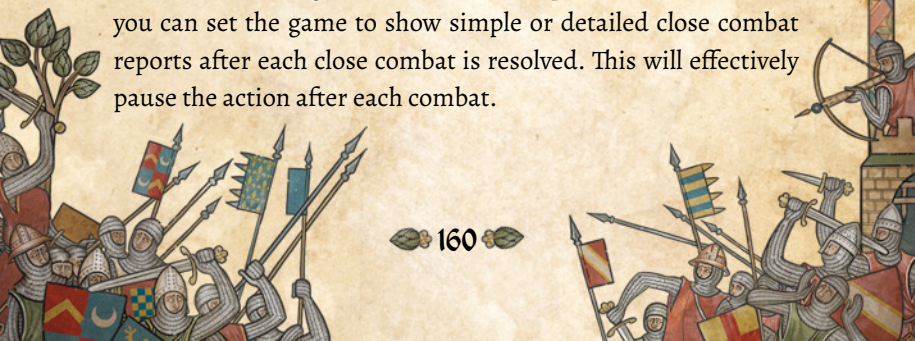 you can set the game to show simple or detailed close combat
reports after each close combat is resolved. This will effectively
pause the action after each combat.
160